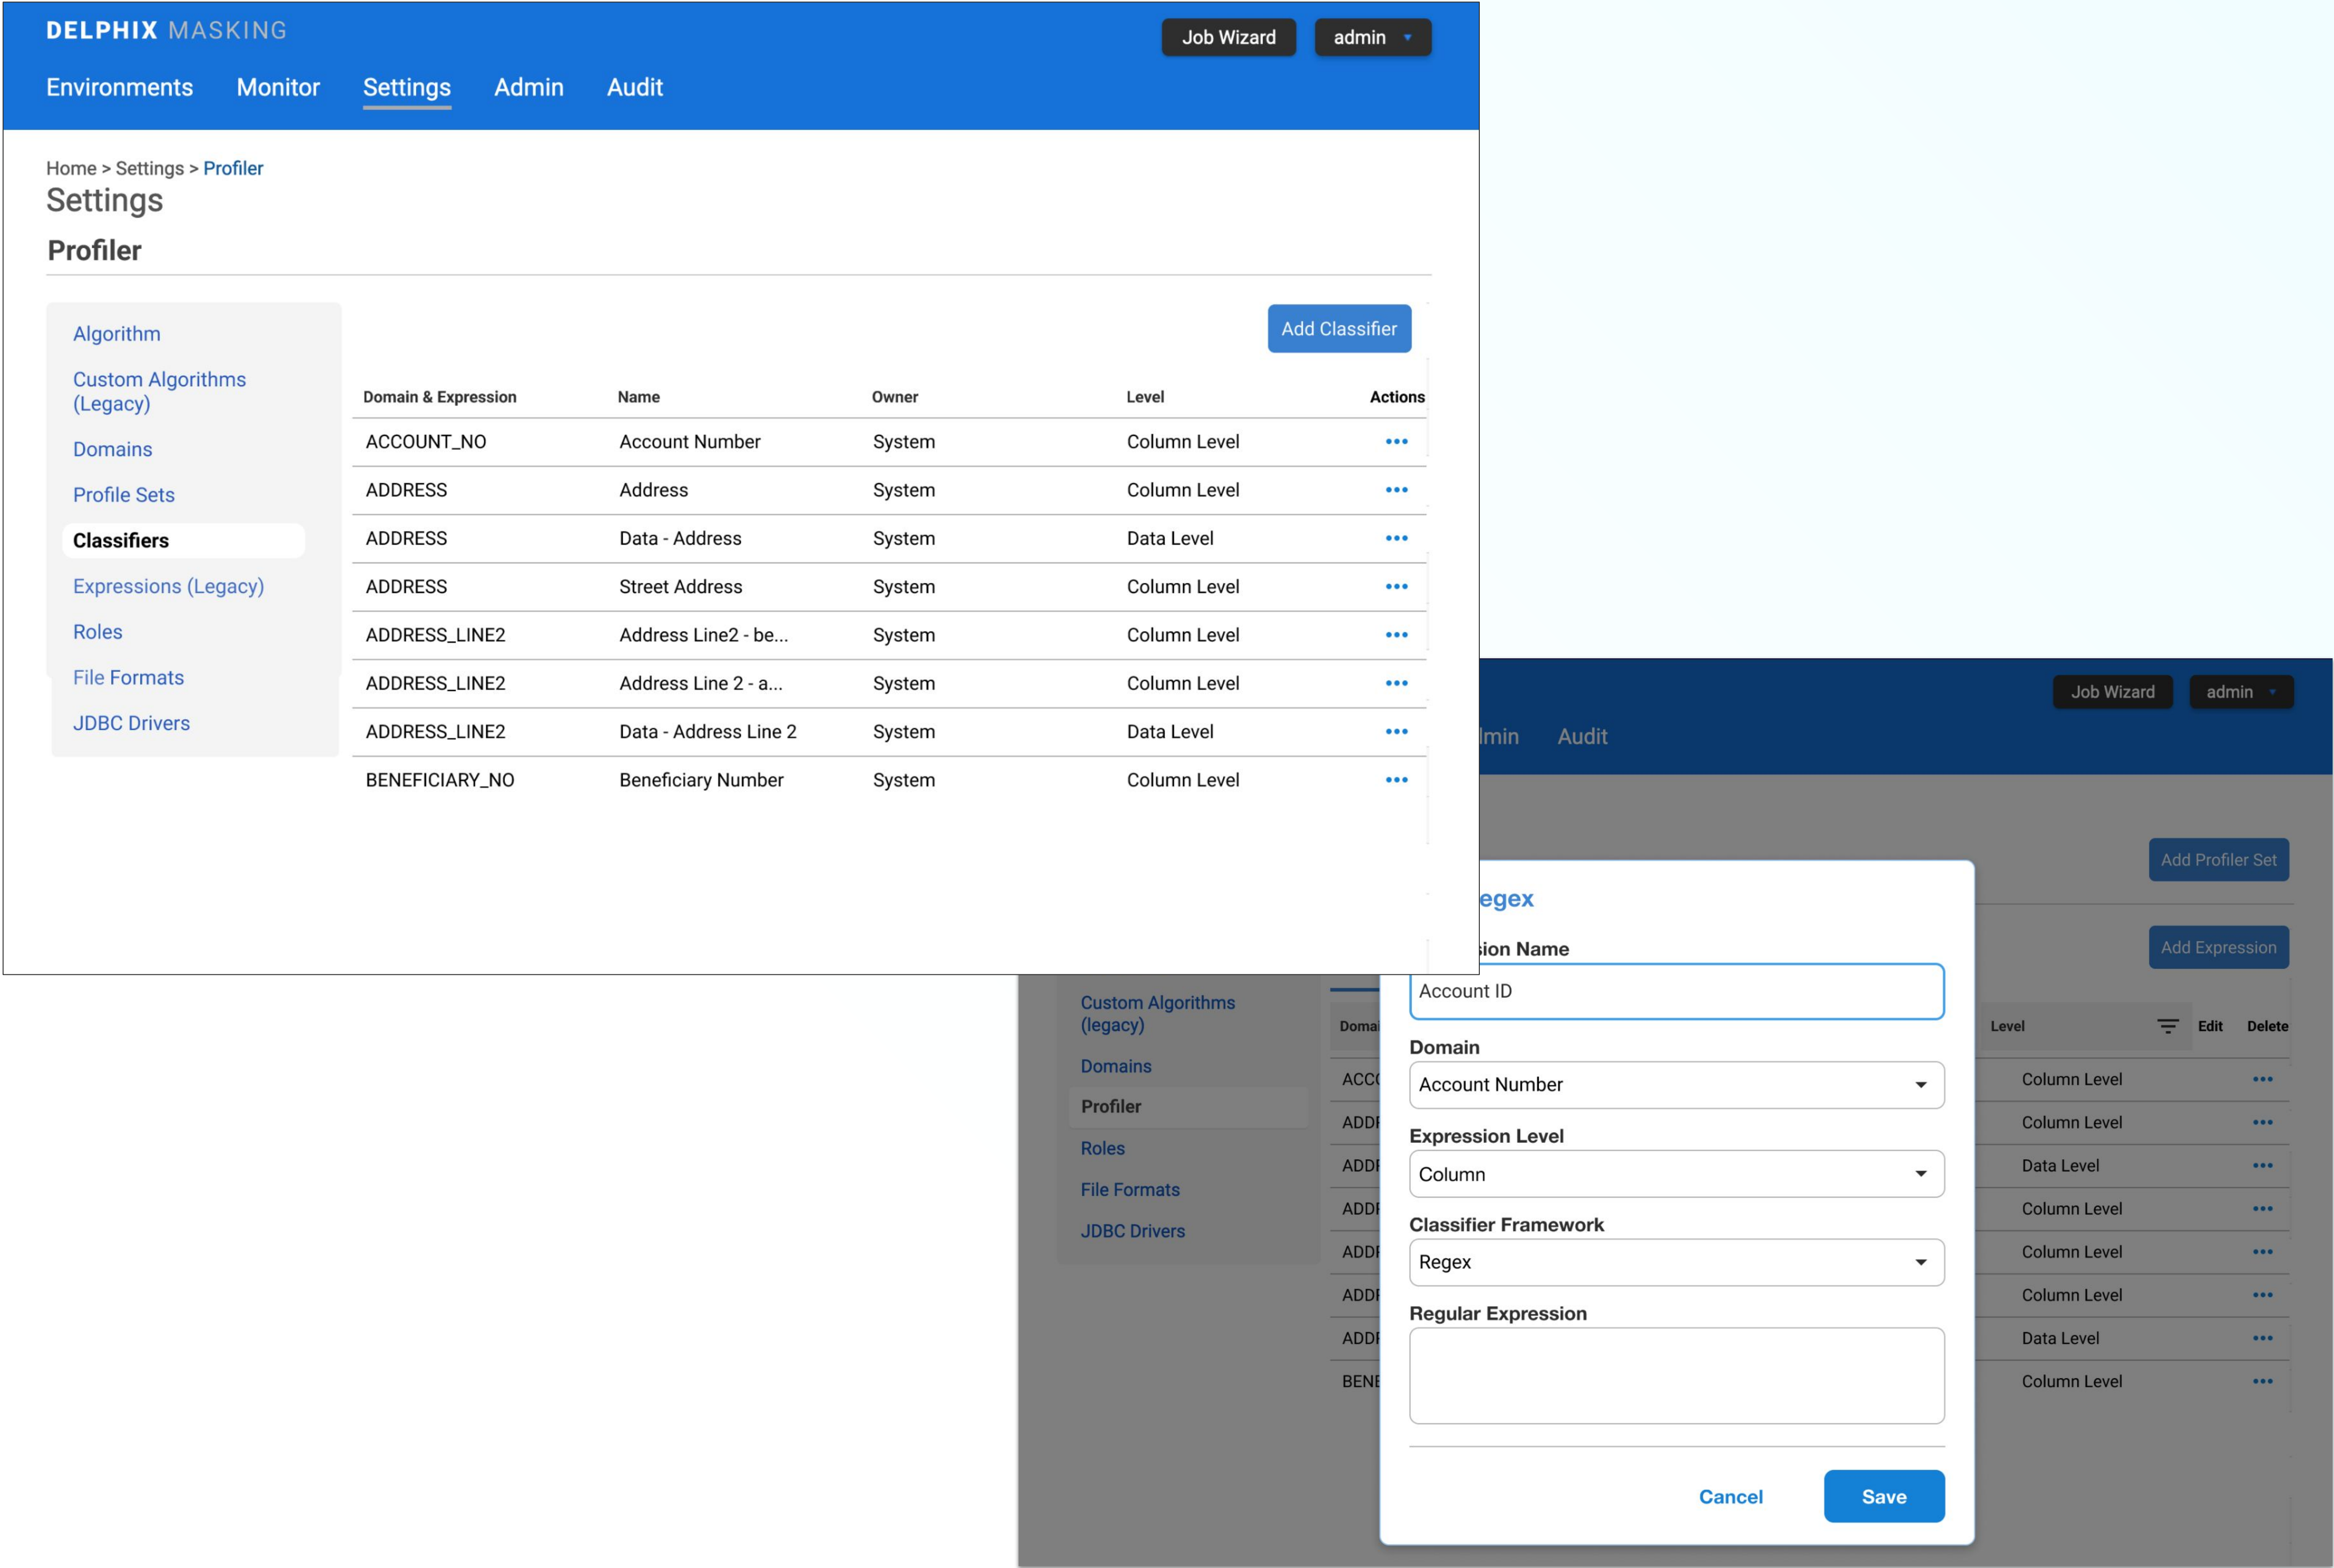 DELPHIX MASKING
Job Wizard
admin
Environments Monitor Settings Admin Audit
Home > Settings > Profiler
Settings
Profiler
Algorithm
Custom Algorithms
(Legacy)
Domains
Profile Sets
Classifiers
Expressions (Legacy)
Roles
File Formats
JDBC Drivers
Add Classifier
Domain & Expression Name Owner Level Actions
ACCOUNT_NO Account Number System Column Level
ADDRESS Address System Column Level
ADDRESS Data - Address System Data Level
ADDRESS Street Address System Column Level
ADDRESS_LINE2 Address Line2 - be... System Column Level
ADDRESS_LINE2 Address Line 2 - a... System Column Level
ADDRESS_LINE2 Data - Address Line 2 System Data Level
BENEFICIARY_NO Beneficiary Number System Column Level
Job Wizard
admin
Audit
Add Profiler Set
Add Expression
Custom Algorithms
(legacy)
Domains
Profiler
Roles
File Formats
JDBC Drivers
Level Edit Delete
Column Level
Column Level
Data Level
Column Level
Column Level
Column Level
Data Level
Column Level
egex
Name
Account ID
Domain
Account Number
Expression Level
Column
Classifier Framework
Regex
Regular Expression
Cancel
Save